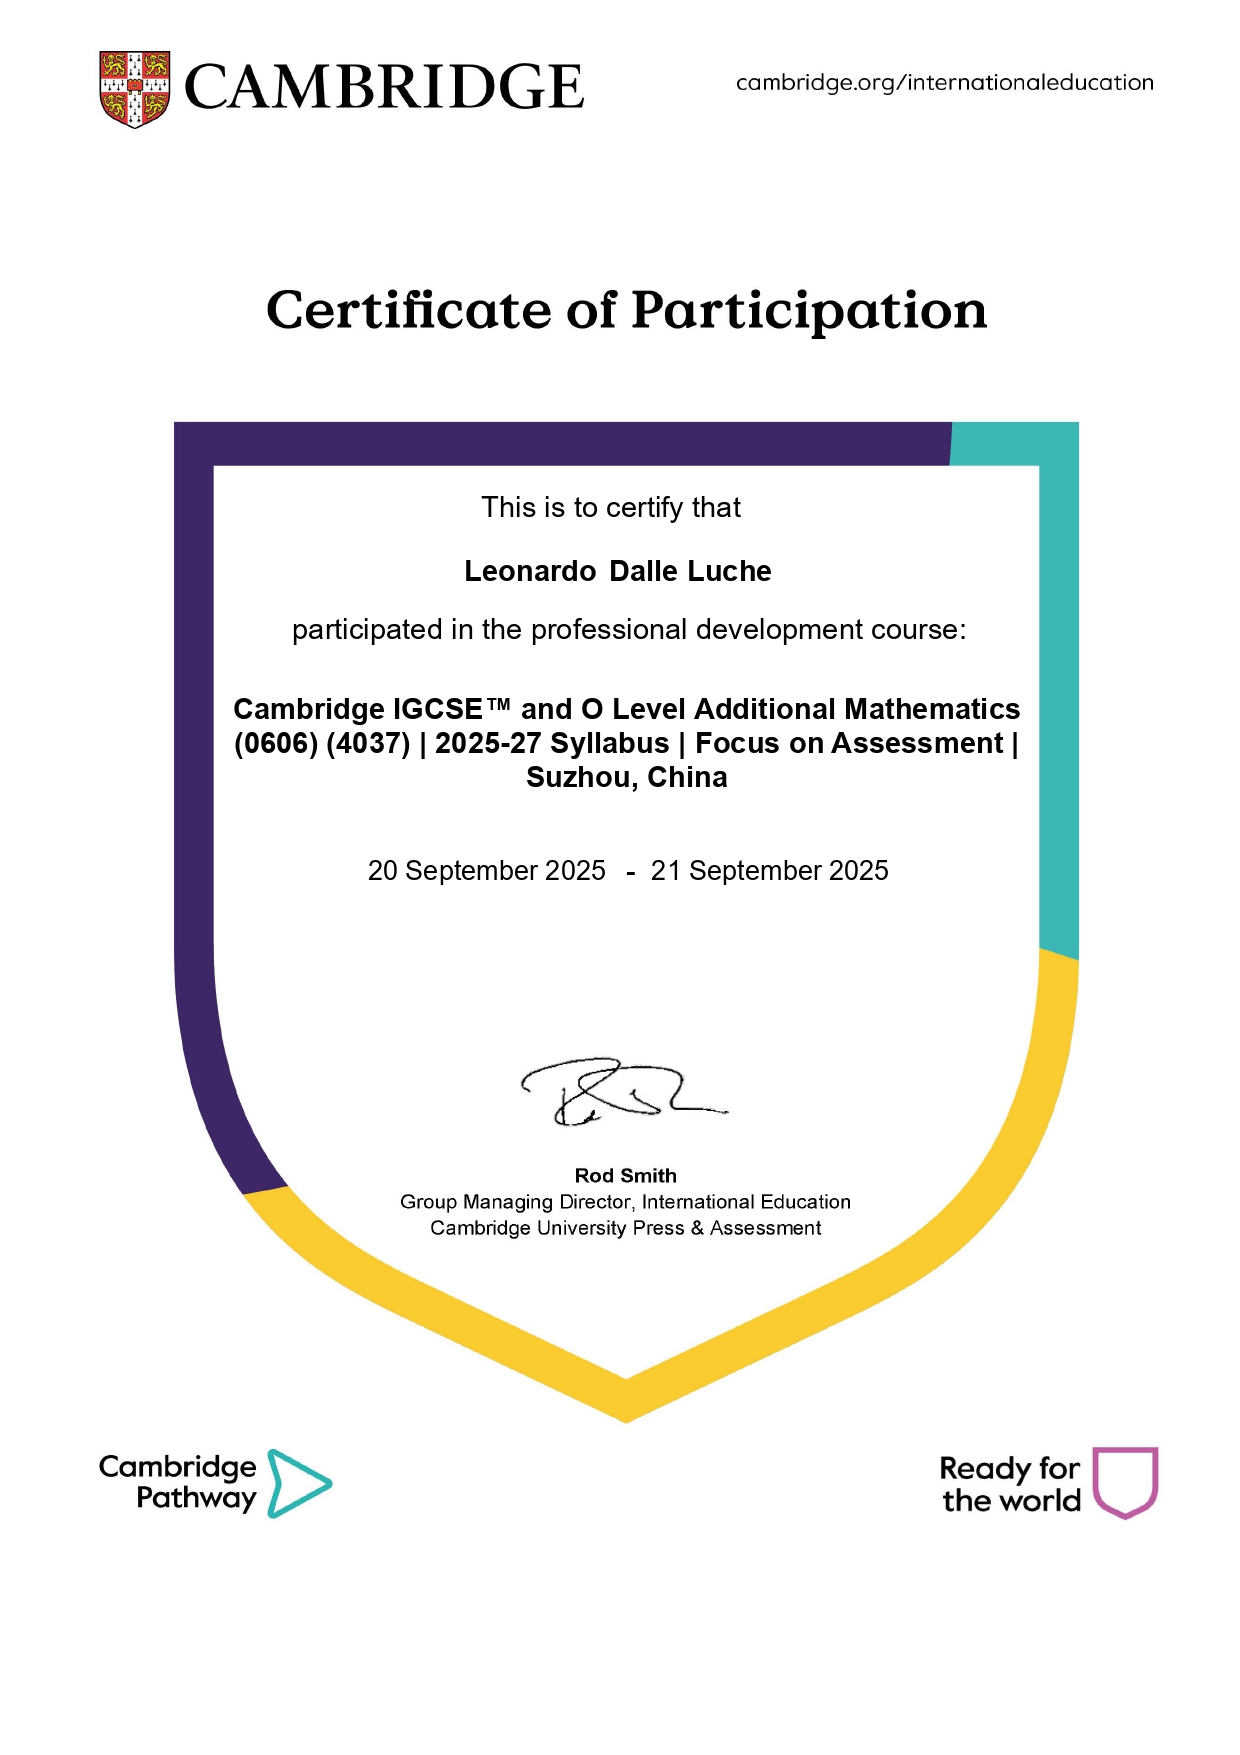 CAMBRIDGE
cambridge.org/internationaleducation
Certificate of Participation
This is to certify that
Leonardo Dalle Luche
participated in the professional development course:
Cambridge IGCSE™ and O Level Additional Mathematics
(0606) (4037) | 2025-27 Syllabus | Focus on Assessment |
Suzhou, China
20 September 2025 - 21 September 2025
Rod Smith
Group Managing Director, International Education
Cambridge University Press & Assessment
Cambridge
Pathway
Ready for
the world